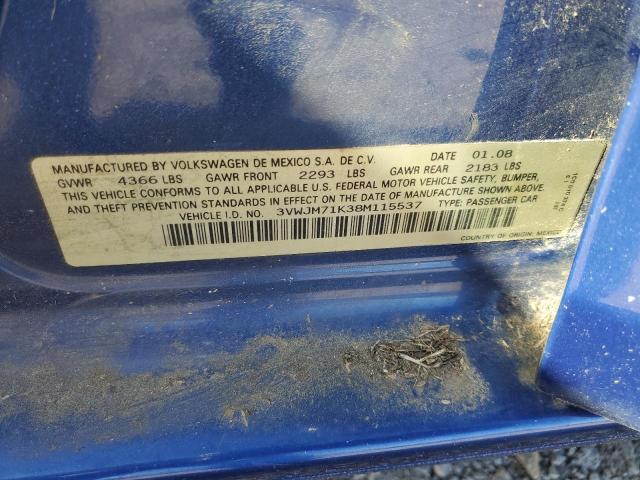 MANUFACTURED BY VOLKSWAGEN DE MEXICO S.A. DE C.V. DATE 01.08
GVWR 4366 LBS GAWR FRONT 2293 LBS GAWR REAR 2183 LBS
THIS VEHICLE CONFORMS TO ALL APPLICABLE U.S. FEDERAL MOTOR VEHICLE SAFETY, BUMPER,
AND THEFT PREVENTION STANDARDS IN EFFECT ON THE DATE OF MANUFACTURE SHOWN ABOVE.
VEHICLE I.D. NO. 3VWJM71K38M115537 TYPE: PASSENGER CAR
COUNTRY OF ORIGIN: MEXICO